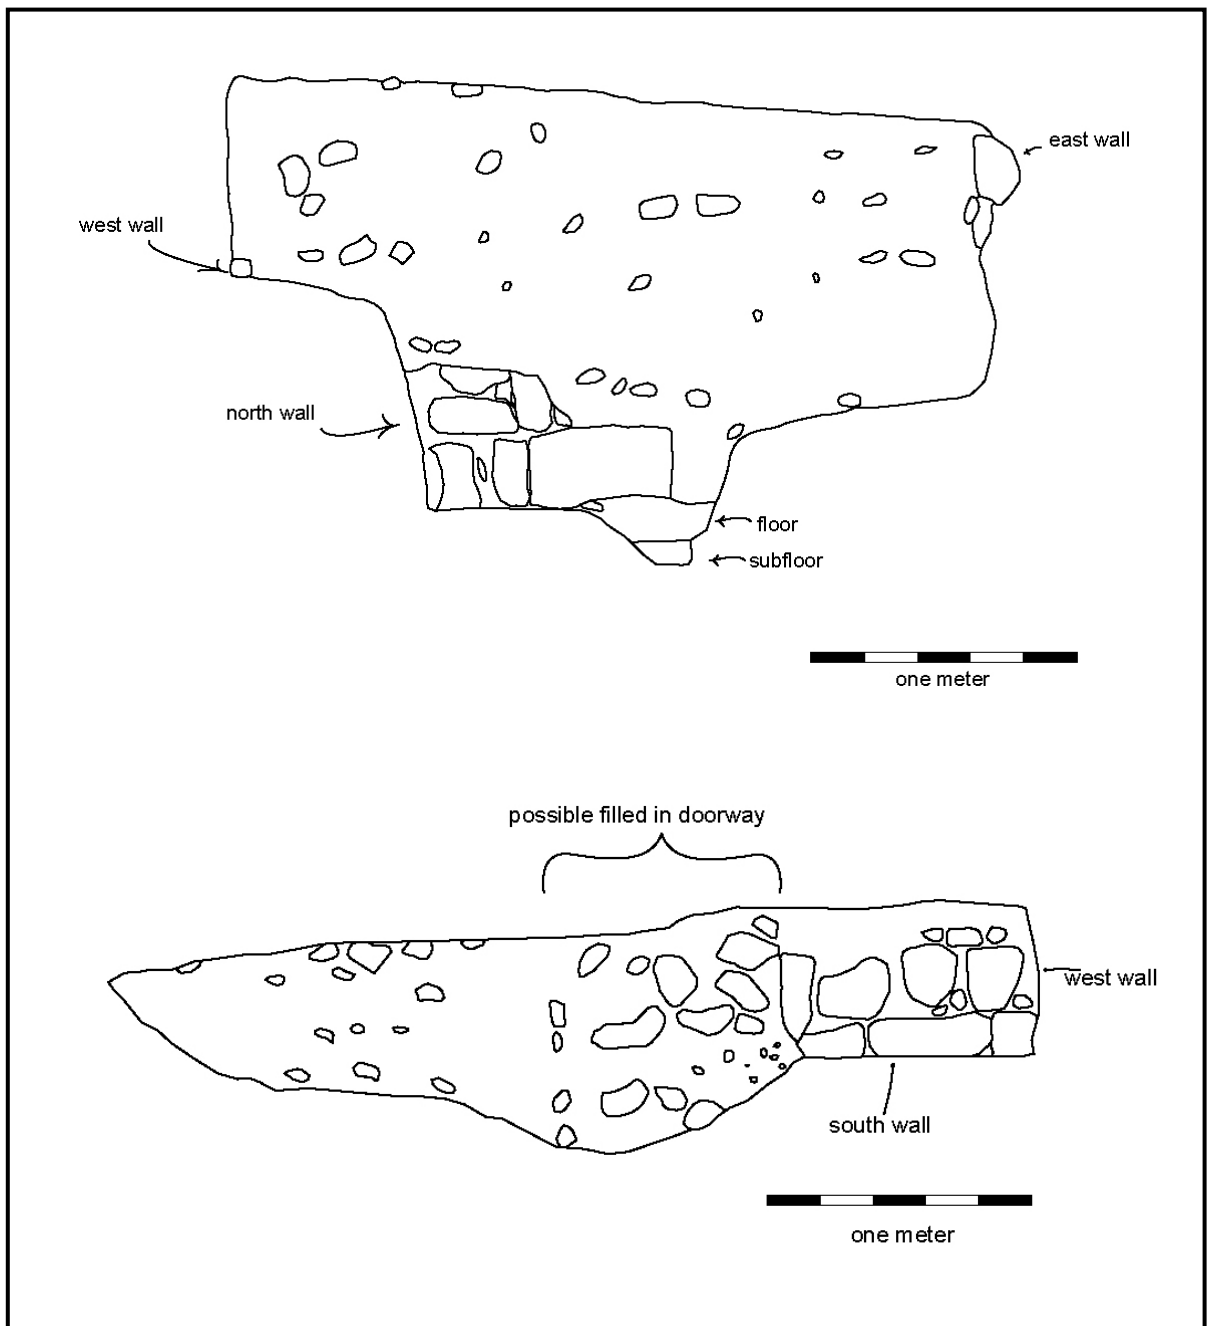 east wall
west wall
north wall
floor
subfloor
one meter
possible filled in doorway
west wall
south wall
one meter